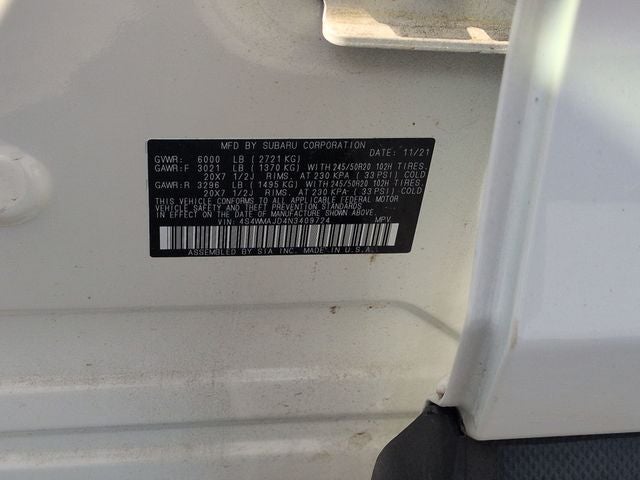 MFD BY SUBARU CORPORATION
DATE: 11/21
GVWR: 6000 LB (2721 KG)
GAWR:F 3021 LB (1370 KG) WITH 245/50R20 102H TIRES,
20X7 1/2J RIMS, AT 230 KPA (33 PSI) COLD
GAWR:R 3296 LB (1495 KG) WITH 245/50R20 102H TIRES,
20X7 1/2J RIMS, AT 230 KPA (33 PSI) COLD
THIS VEHICLE CONFORMS TO ALL APPLICABLE FEDERAL MOTOR
VEHICLE SAFETY AND THEFT PREVENTION STANDARDS
IN EFFECT ON THE DATE OF MANUFACTURE SHOWN ABOVE.
VIN: 4S4WMAJD4N3409724 MPV
ASSEMBLED BY SIA INC. MADE IN U.S.A.